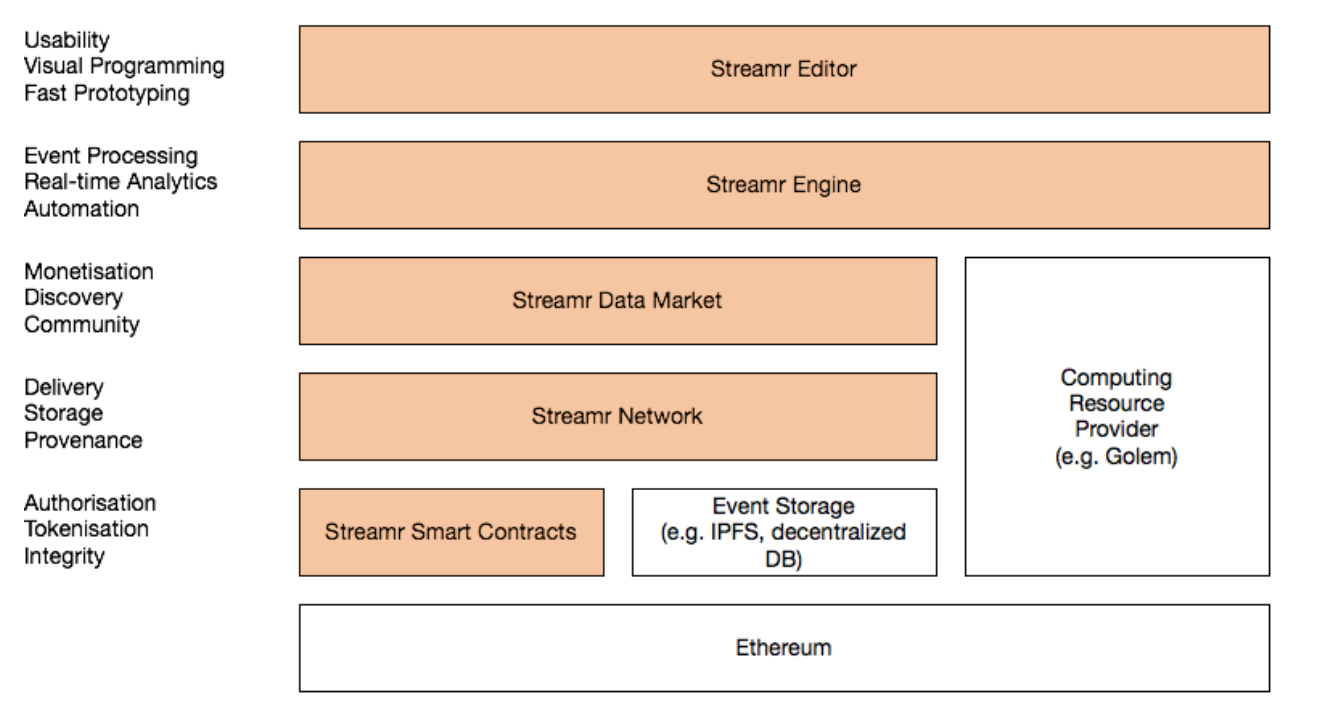 Usability
Visual Programming
Fast Prototyping
Streamr Editor
Event Processing
Real-time Analytics
Automation
Streamr Engine
Monetisation
Discovery
Community
Streamr Data Market
Delivery
Storage
Provenance
Streamr Network
Computing
Resource
Provider
(e.g. Golem)
Authorisation
Tokenisation
Integrity
Streamr Smart Contracts
Event Storage
(e.g. IPFS, decentralized
DB)
Ethereum